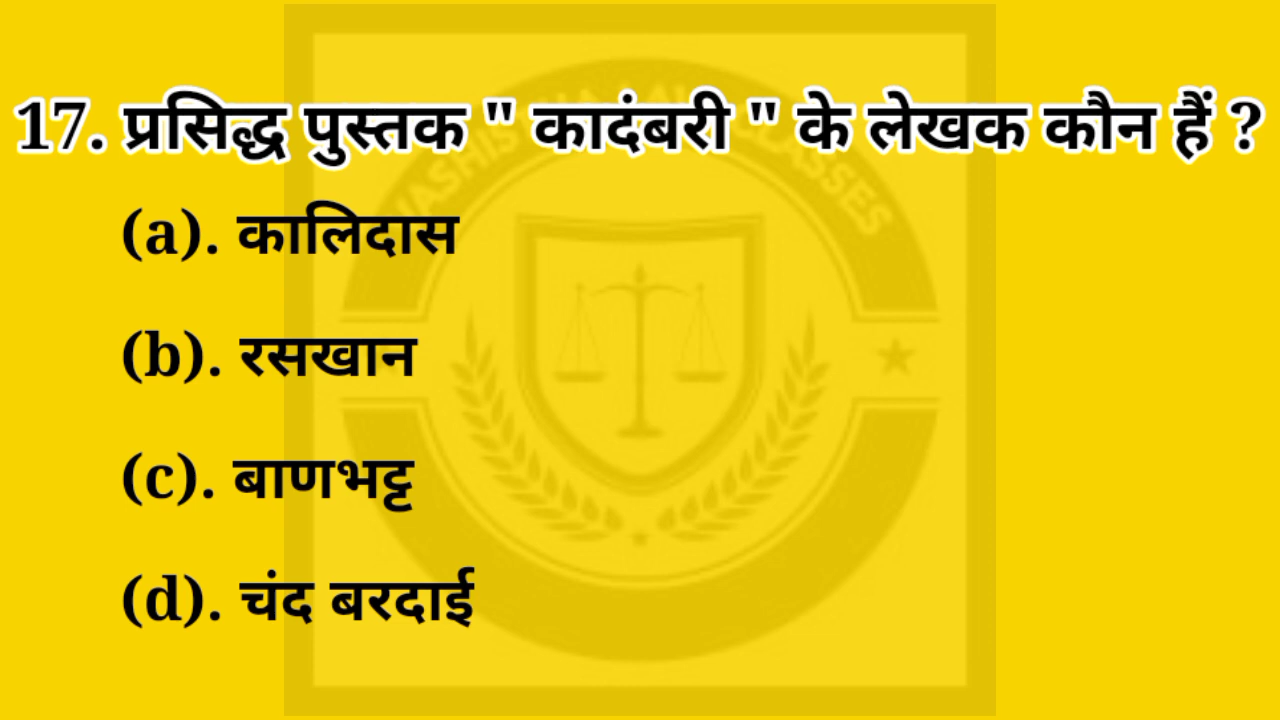 17. प्रसिद्ध पुस्तक " कादंबरी " के लेखक कौन हैं ?
(a). कालिदास
(b). रसखान
(c). बाणभट्ट
(d). चंद बरदाई